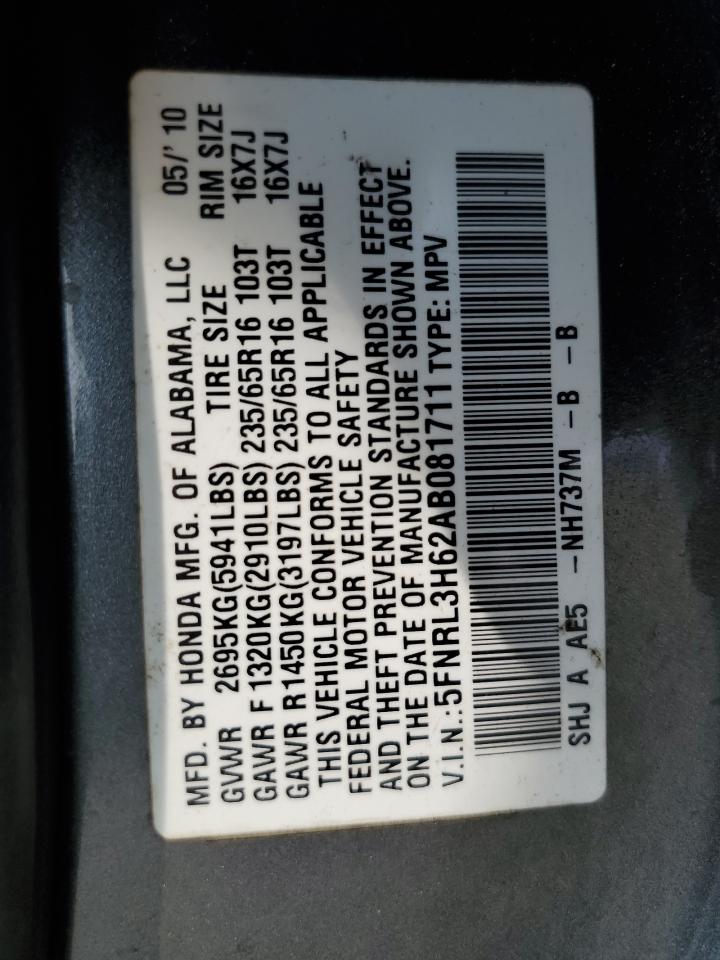 MFD. BY HONDA MFG. OF ALABAMA, LLC 05/' 10
GVWR 2695KG(5941LBS) TIRE SIZE RIM SIZE
GAWR F 1320KG(2910LBS) 235/65R16 103T 16X7J
GAWR R1450KG(3197LBS) 235/65R16 103T 16X7J
THIS VEHICLE CONFORMS TO ALL APPLICABLE
FEDERAL MOTOR VEHICLE SAFETY
AND THEFT PREVENTION STANDARDS IN EFFECT
ON THE DATE OF MANUFACTURE SHOWN ABOVE.
V.I.N.:5FNRL3H62AB081711 TYPE: MPV
SHJ A AE5 -NH737M -B -B